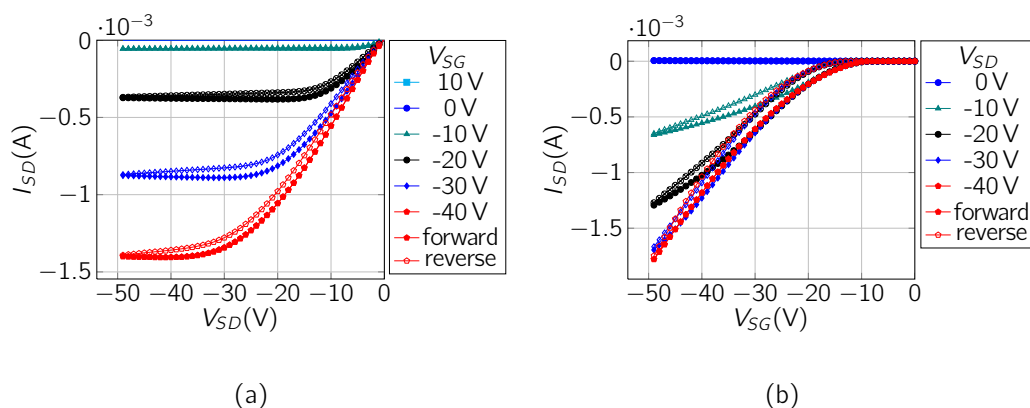 ·10⁻³
0
−0.5
−1
−1.5
−50 −40 −30 −20 −10 0
I_SD(A)
V_SD(V)
V_SG
10 V
0 V
-10 V
-20 V
-30 V
-40 V
forward
reverse
(a)
·10⁻³
0
−0.5
−1
−1.5
−50 −40 −30 −20 −10 0
I_SD(A)
V_SG(V)
V_SD
0 V
-10 V
-20 V
-30 V
-40 V
forward
reverse
(b)